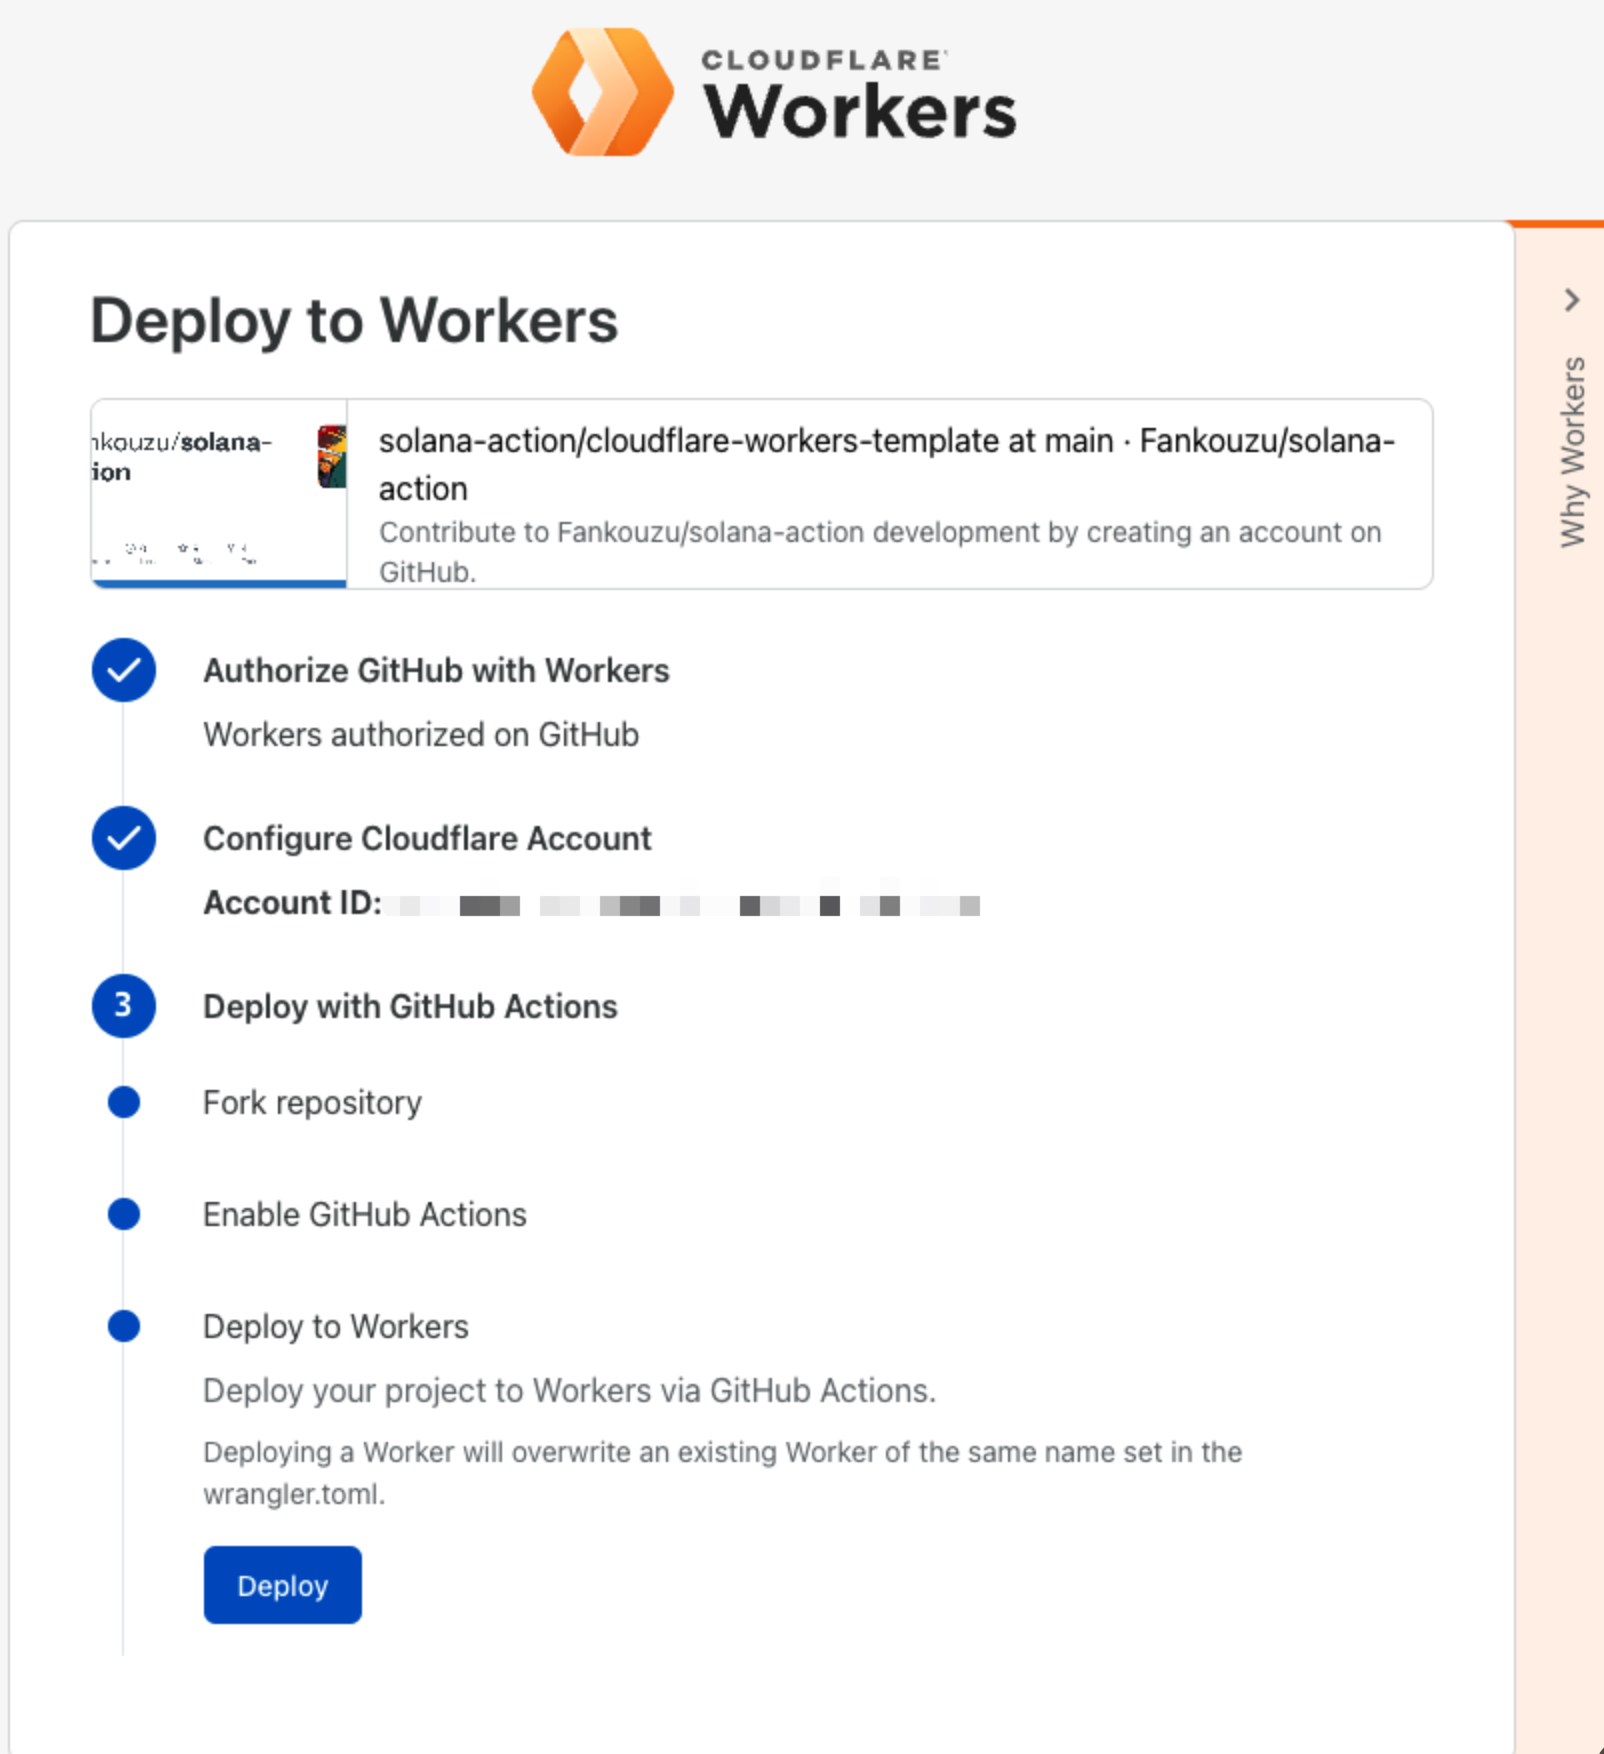 CLOUDFLARE
Workers
Deploy to Workers
nkouzu/solana-
ion
solana-action/cloudflare-workers-template at main · Fankouzu/solana-
action
Contribute to Fankouzu/solana-action development by creating an account on
GitHub.
Authorize GitHub with Workers
Workers authorized on GitHub
Configure Cloudflare Account
Account ID:
3
Deploy with GitHub Actions
Fork repository
Enable GitHub Actions
Deploy to Workers
Deploy your project to Workers via GitHub Actions.
Deploying a Worker will overwrite an existing Worker of the same name set in the
wrangler.toml.
Deploy
Why Workers